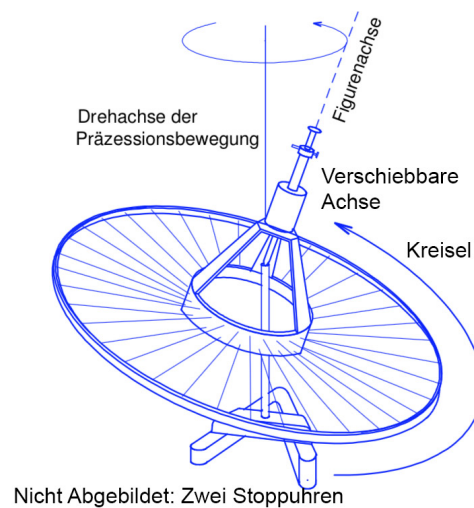 Figurenachse
Drehachse der
Präzessionsbewegung
Verschiebbare
Achse
Kreisel
Nicht Abgebildet: Zwei Stoppuhren